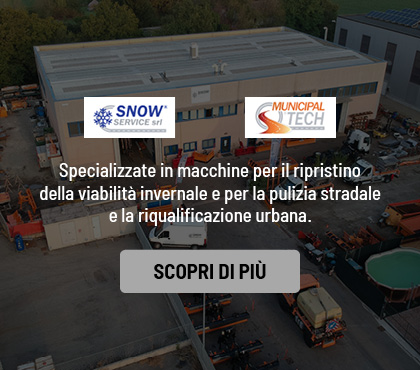 SNOW®
SERVICE srl
MUNICIPAL
TECH
Specializzate in macchine per il ripristino
della viabilità invernale e per la pulizia stradale
e la riqualificazione urbana.
SCOPRI DI PIÙ